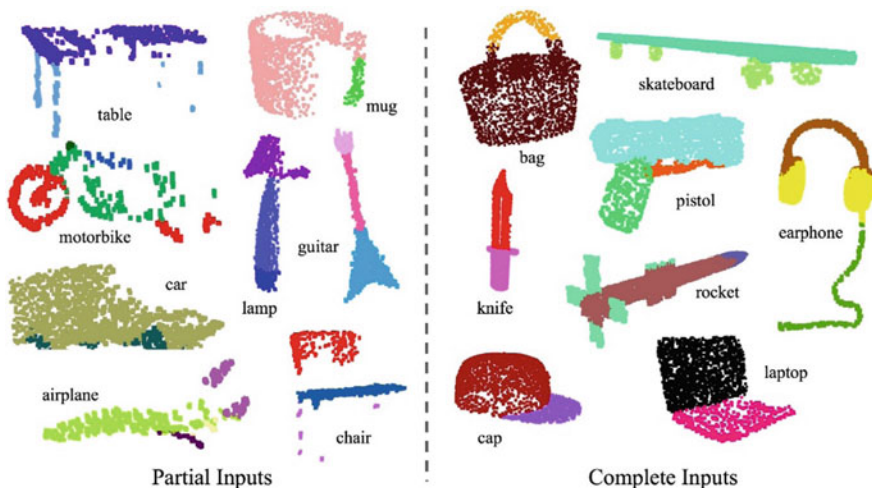 table
mug
motorbike
lamp
guitar
car
airplane
chair
Partial Inputs
bag
skateboard
pistol
earphone
knife
rocket
cap
laptop
Complete Inputs